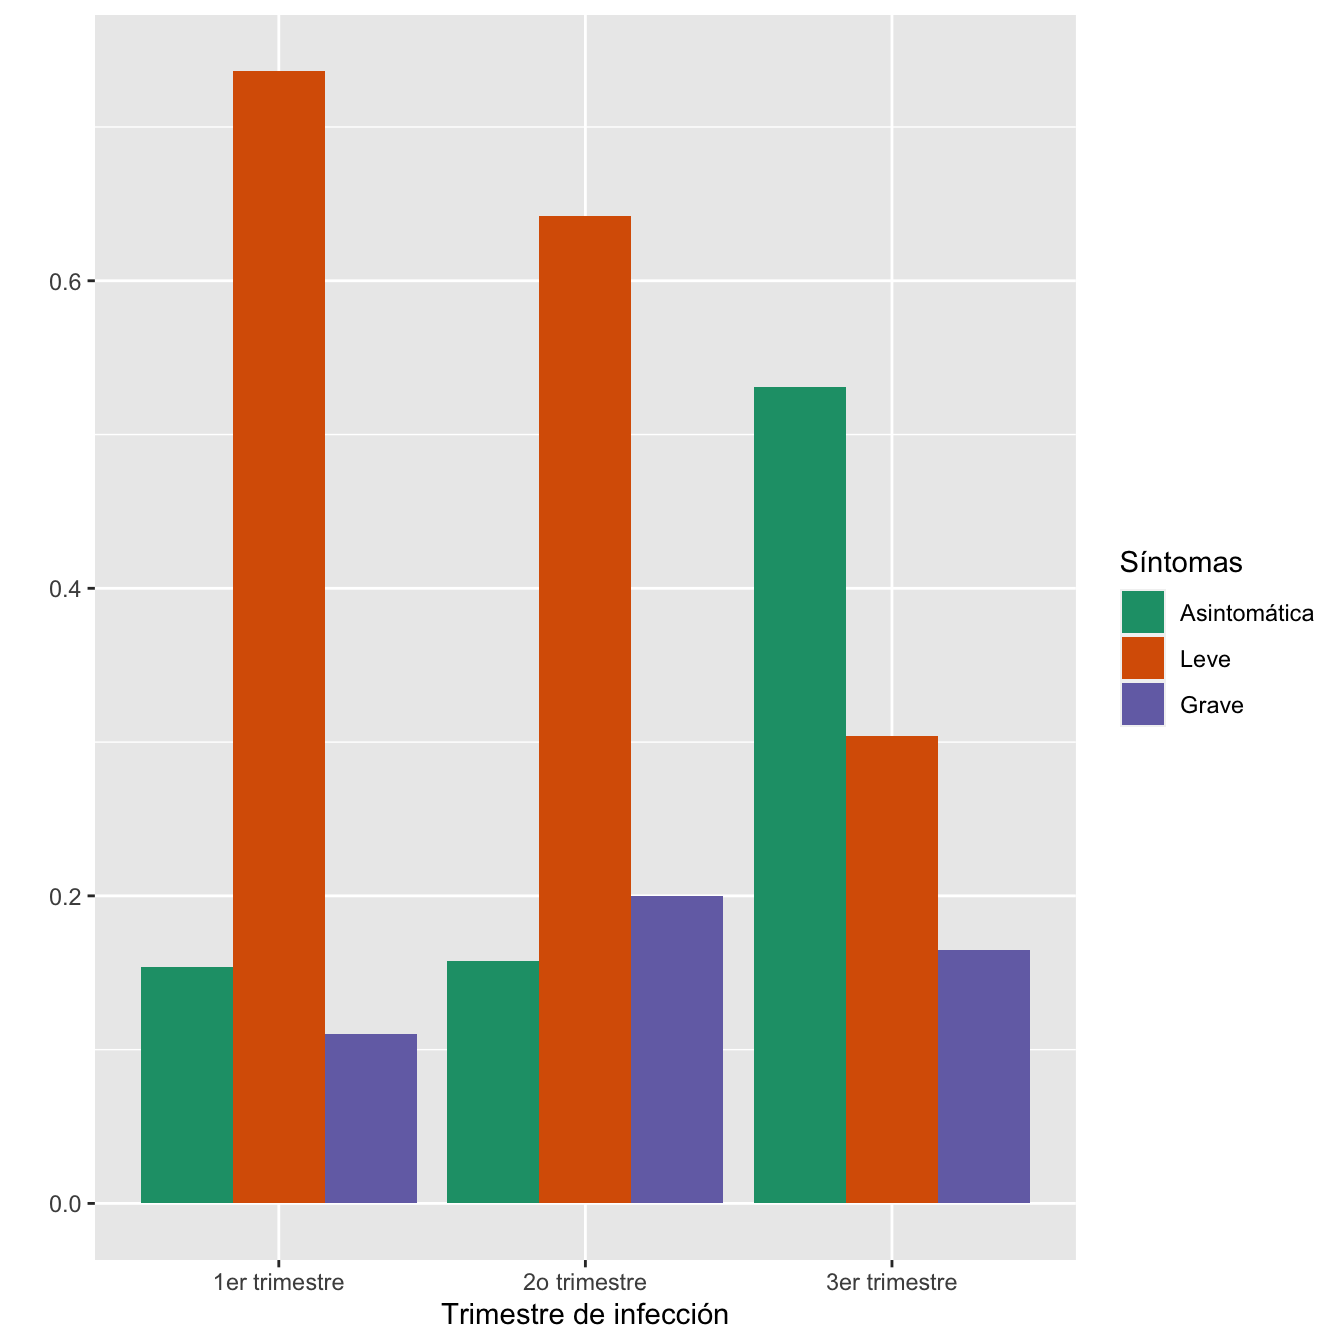 0.6
0.4
0.2
0.0
1er trimestre
2o trimestre
3er trimestre
Trimestre de infección
Síntomas
Asintomática
Leve
Grave